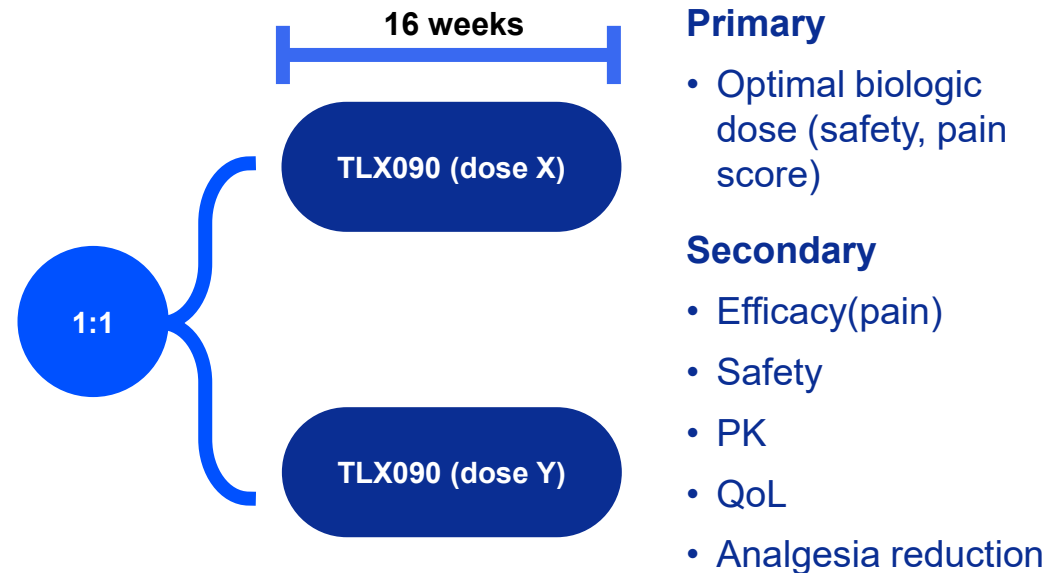 16 weeks
TLX090 (dose X)
1:1
TLX090 (dose Y)
Primary
• Optimal biologic
dose (safety, pain
score)
Secondary
• Efficacy(pain)
• Safety
• PK
• QoL
• Analgesia reduction